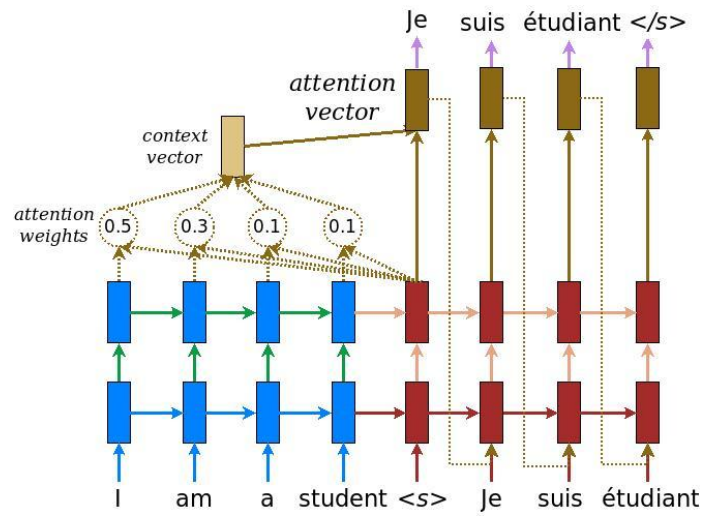 Je suis étudiant </s>
attention
vector
context
vector
attention
weights
0.5 0.3 0.1 0.1
I am a student <s> Je suis étudiant